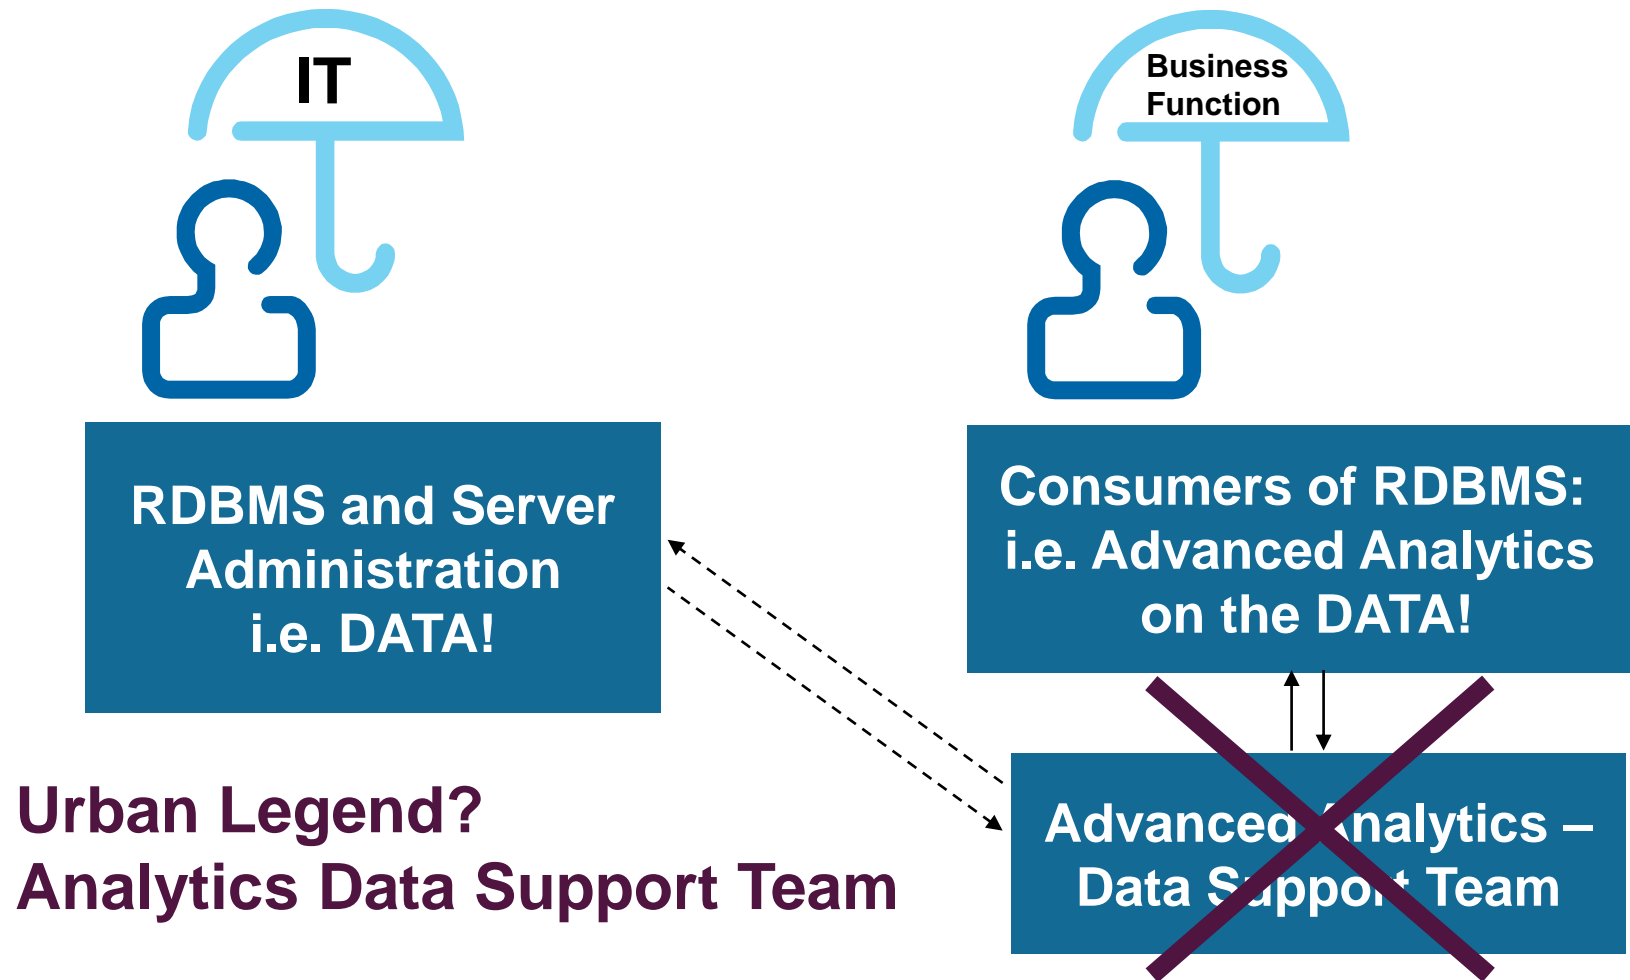 IT
Business
Function
RDBMS and Server
Administration
i.e. DATA!
Consumers of RDBMS:
i.e. Advanced Analytics
on the DATA!
Urban Legend?
Analytics Data Support Team
Advanced Analytics –
Data Support Team